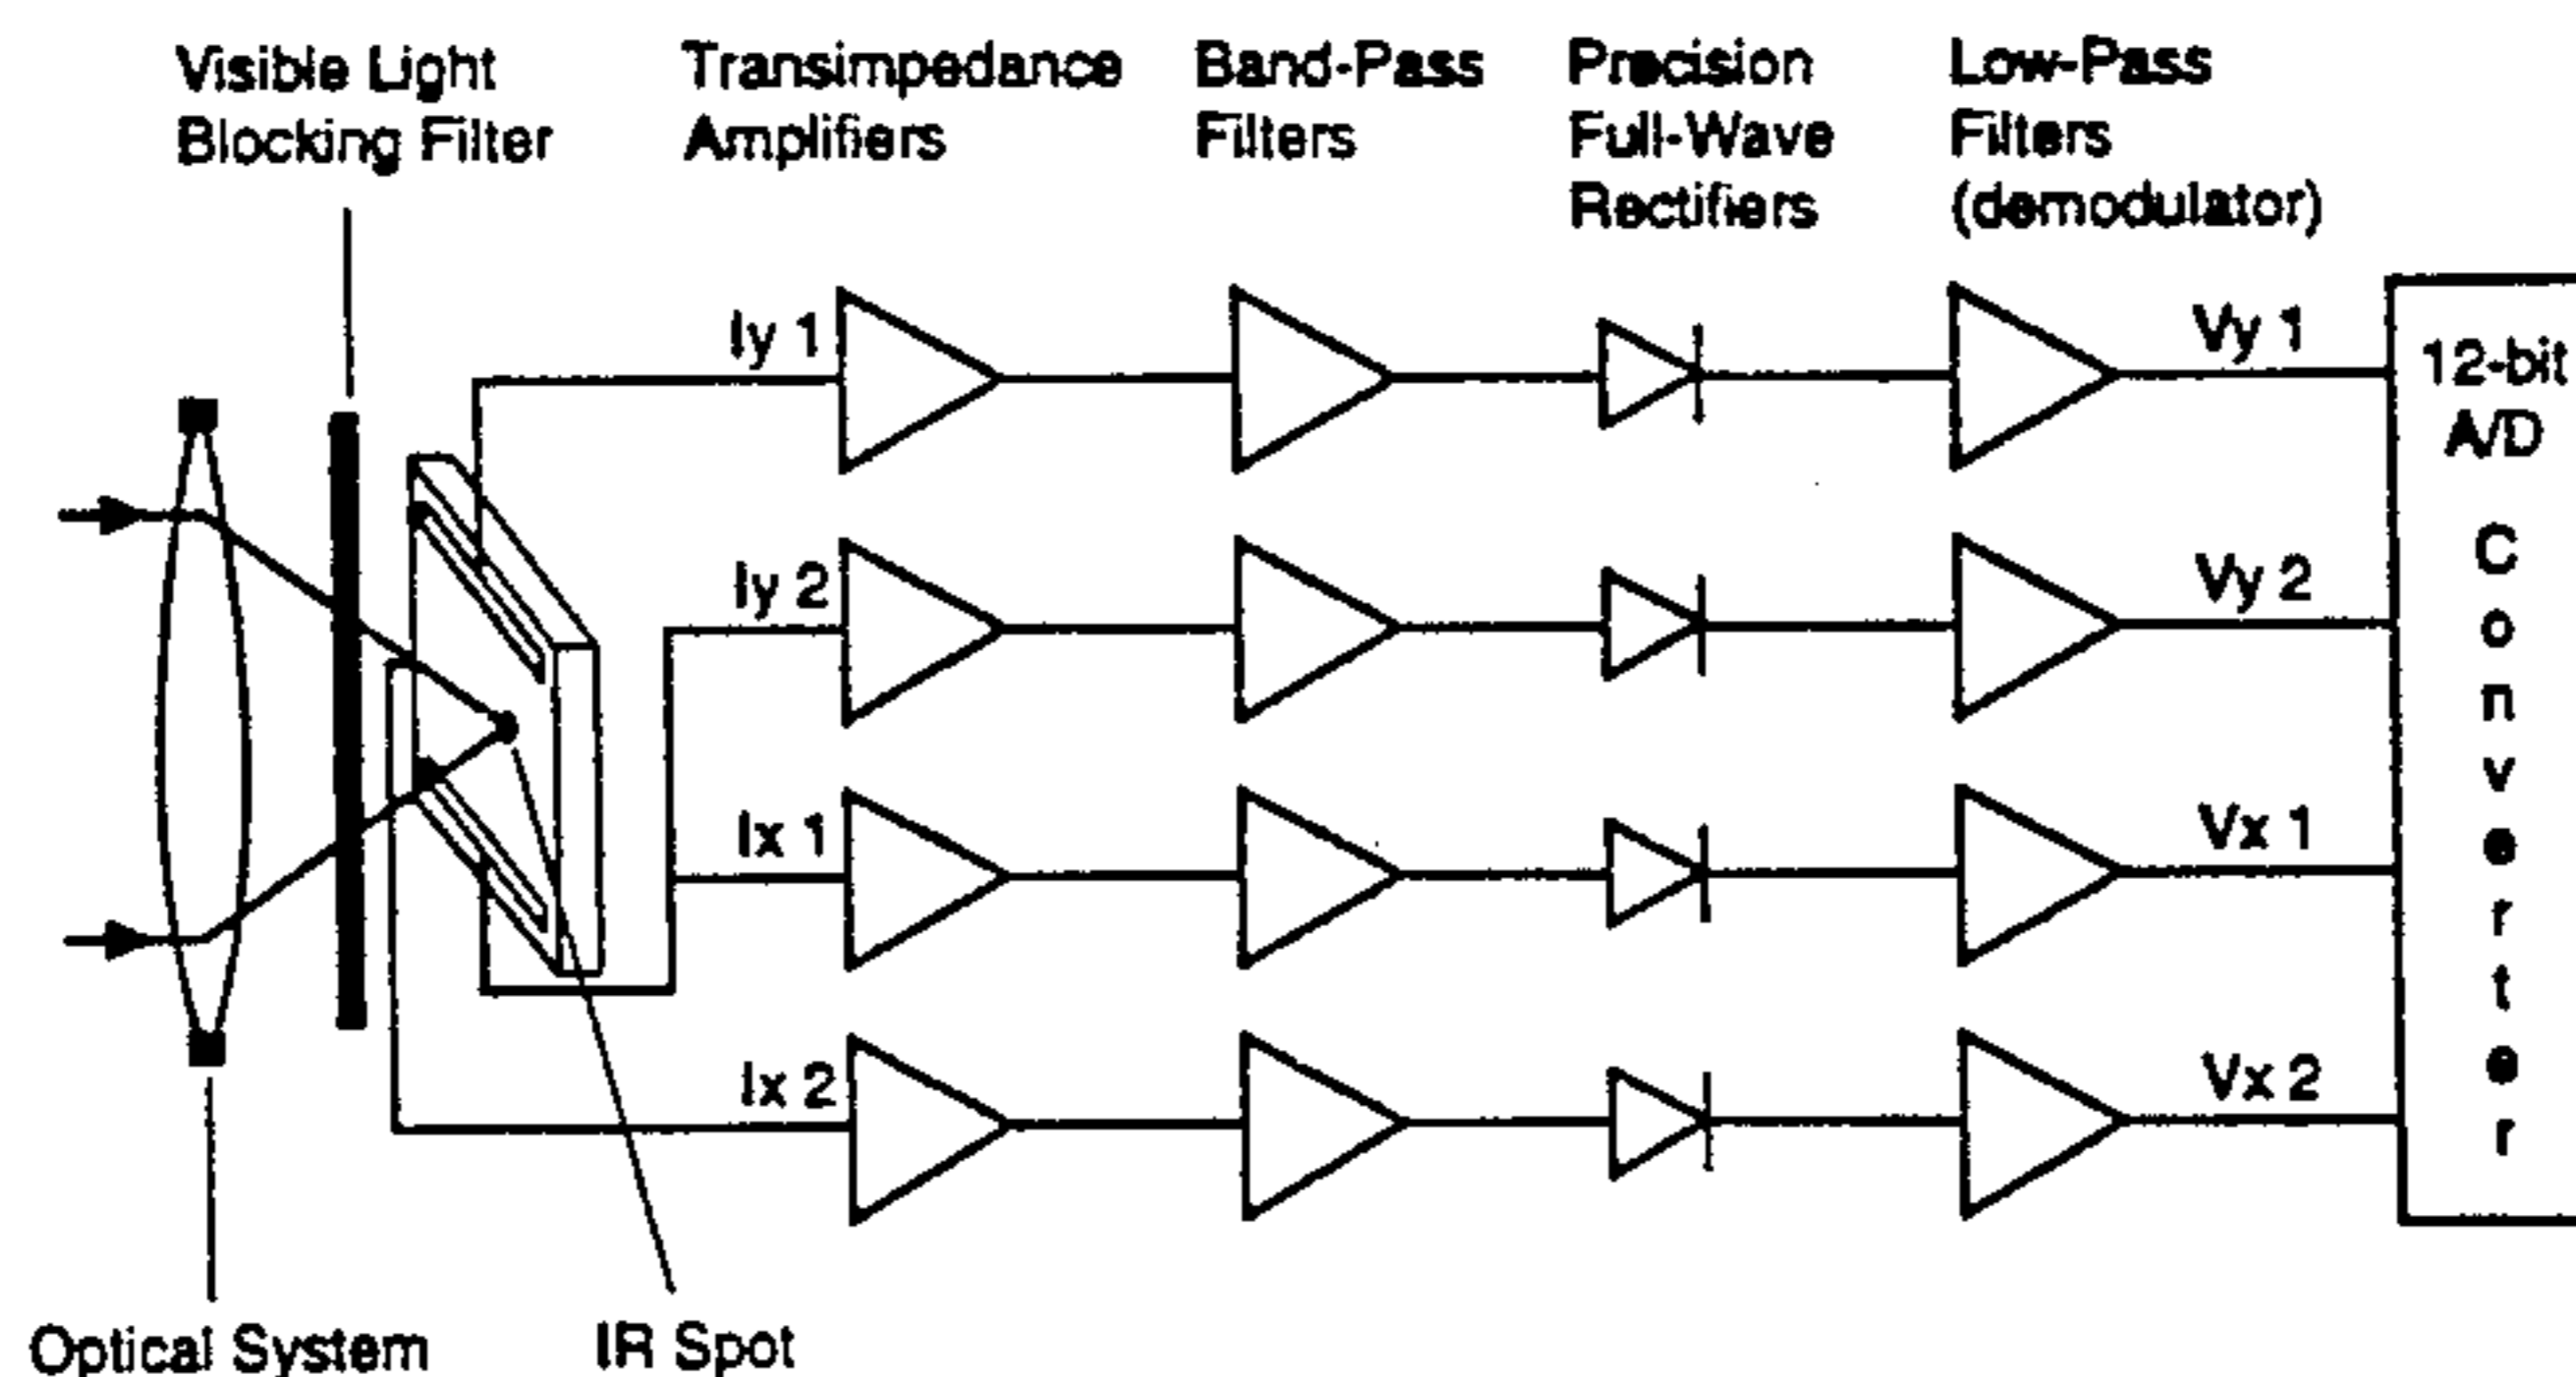 Visible Light
Blocking Filter
Transimpedance
Amplifiers
Band-Pass
Filters
Precision
Full-Wave
Rectifiers
Low-Pass
Filters
(demodulator)
Iy 1
Vy 1
12-bit
A/D
Converter
Iy 2
Vy 2
Ix 1
Vx 1
Ix 2
Vx 2
Optical System
IR Spot